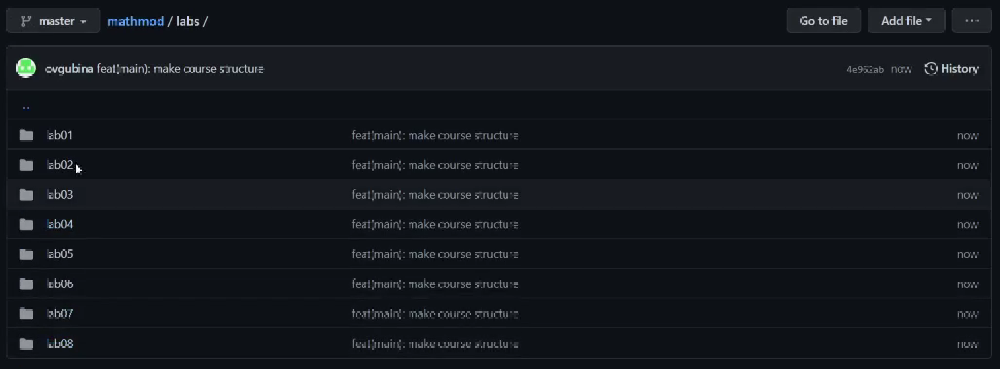 master mathmod / labs / Go to file Add file ...
ovgubina feat(main): make course structure 4e962ab now History
..
lab01 feat(main): make course structure now
lab02 feat(main): make course structure now
lab03 feat(main): make course structure now
lab04 feat(main): make course structure now
lab05 feat(main): make course structure now
lab06 feat(main): make course structure now
lab07 feat(main): make course structure now
lab08 feat(main): make course structure now